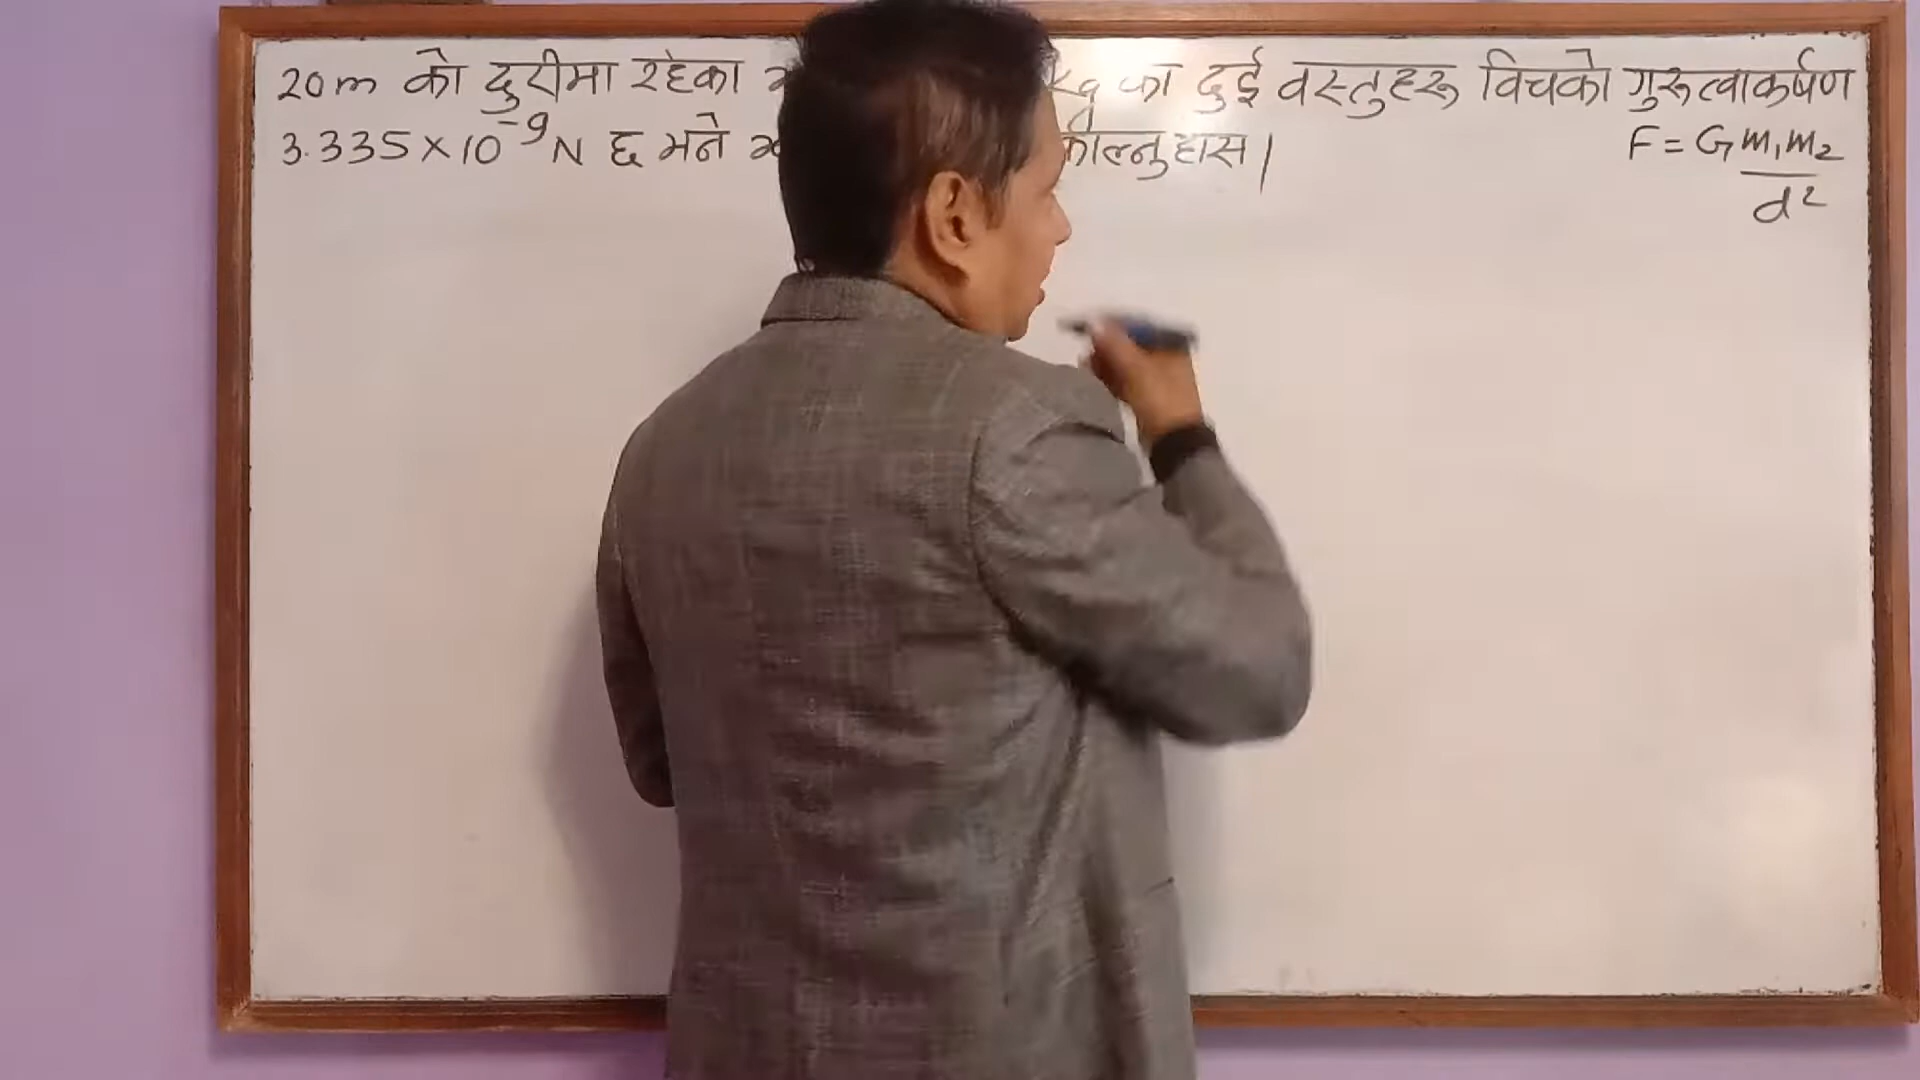 20m को दुरीमा रहेका kg का दुई वस्तुहरू विचको गुरूत्वाकर्षण
3.335×10⁻⁹N छ भने
F = G m₁m₂
d²